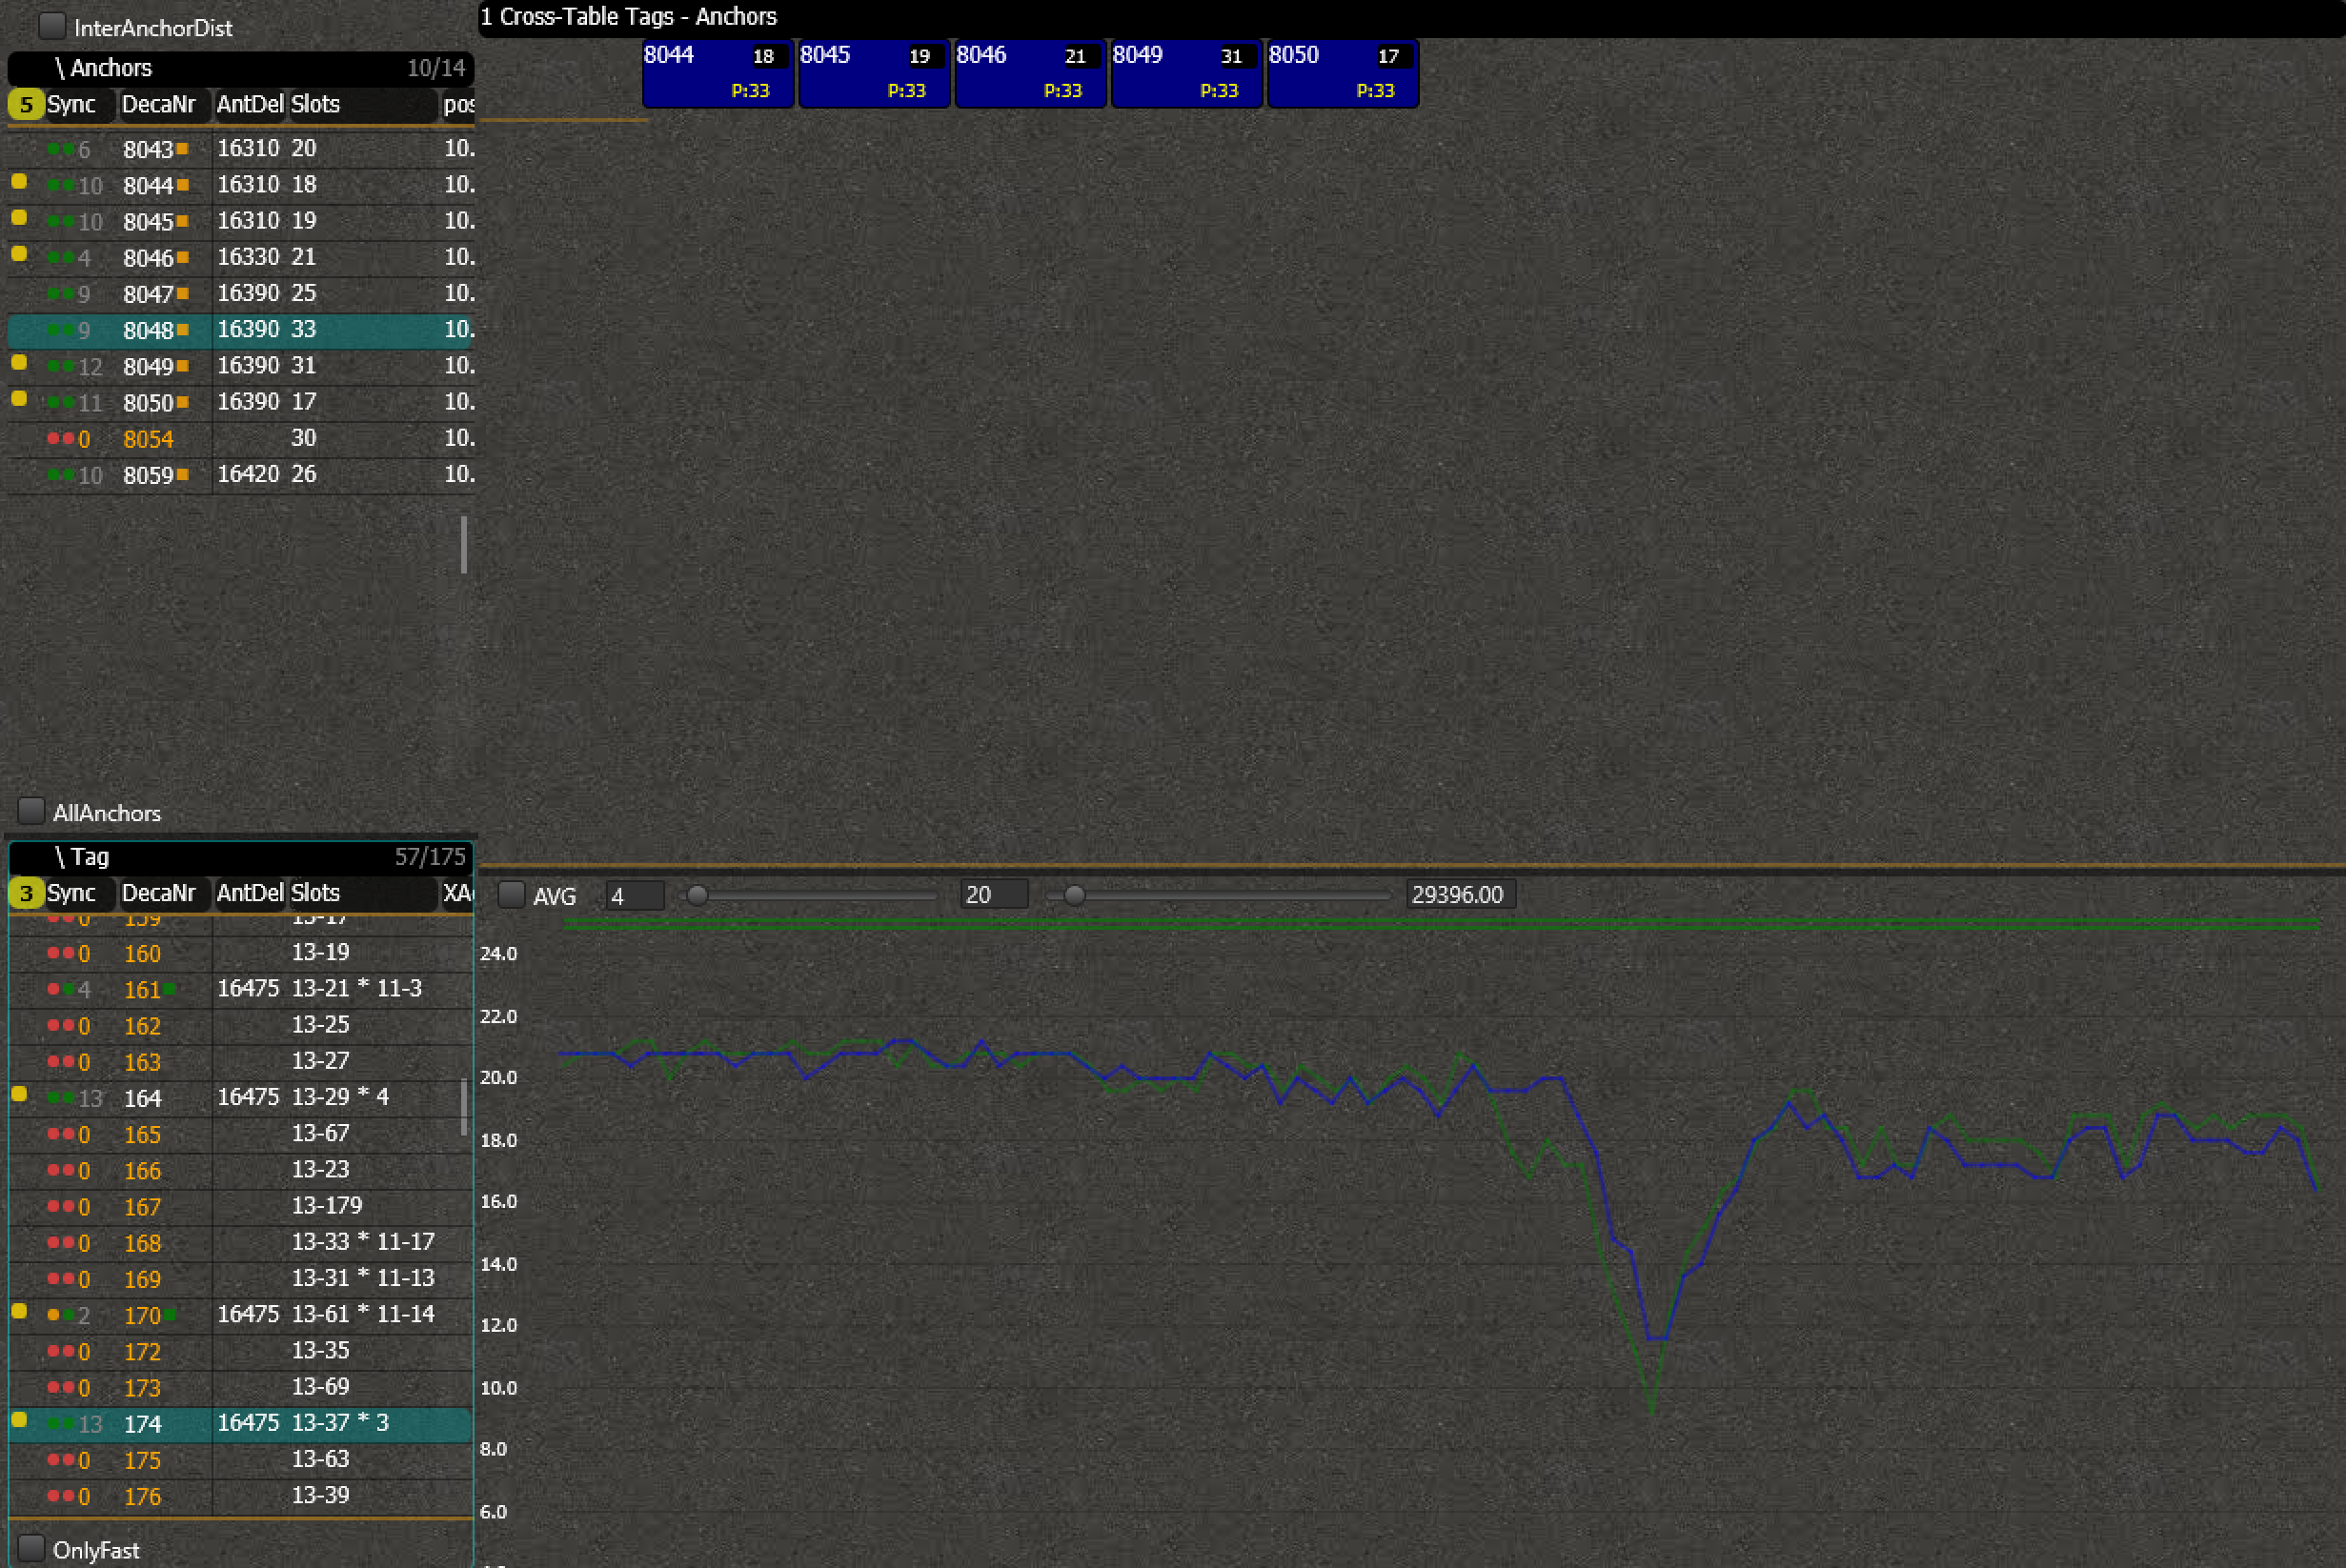 InterAnchorDist
\ Anchors 10/14
5 Sync DecaNr AntDel Slots pos
6 8043 16310 20 10.
10 8044 16310 18 10.
10 8045 16310 19 10.
4 8046 16330 21 10.
9 8047 16390 25 10.
9 8048 16390 33 10.
12 8049 16390 31 10.
11 8050 16390 17 10.
0 8054 30 10.
10 8059 16420 26 10.
AllAnchors
\ Tag 57/175
3 Sync DecaNr AntDel Slots XA
0 159 13-17
0 160 13-19
4 161 16475 13-21 * 11-3
0 162 13-25
0 163 13-27
13 164 16475 13-29 * 4
0 165 13-67
0 166 13-23
0 167 13-179
0 168 13-33 * 11-17
0 169 13-31 * 11-13
2 170 16475 13-61 * 11-14
0 172 13-35
0 173 13-69
13 174 16475 13-37 * 3
0 175 13-63
0 176 13-39
OnlyFast
1 Cross-Table Tags - Anchors
8044 18 8045 19 8046 21 8049 31 8050 17
P:33 P:33 P:33 P:33 P:33
AVG 4 20 29396.00
24.0
22.0
20.0
18.0
16.0
14.0
12.0
10.0
8.0
6.0